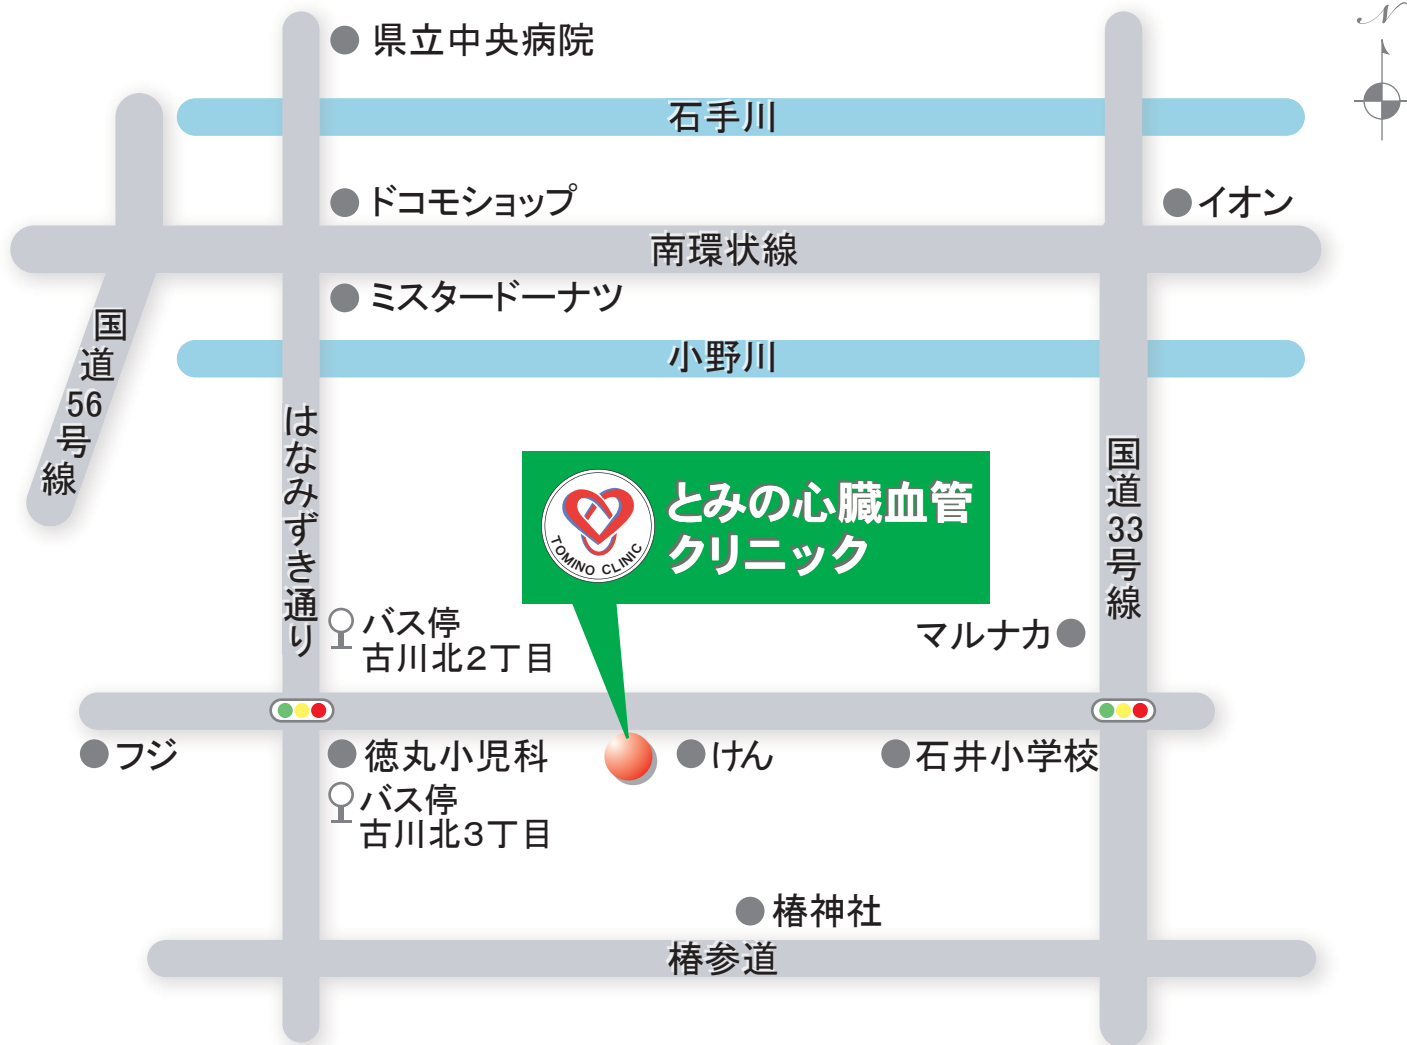 N
県立中央病院
石手川
ドコモショップ
イオン
南環状線
ミスタードーナツ
小野川
国道56号線
はなみずき通り
国道33号線
とみの心臓血管
クリニック
TOMINO CLINIC
バス停
古川北2丁目
マルナカ
フジ
徳丸小児科
けん
石井小学校
バス停
古川北3丁目
椿神社
椿参道